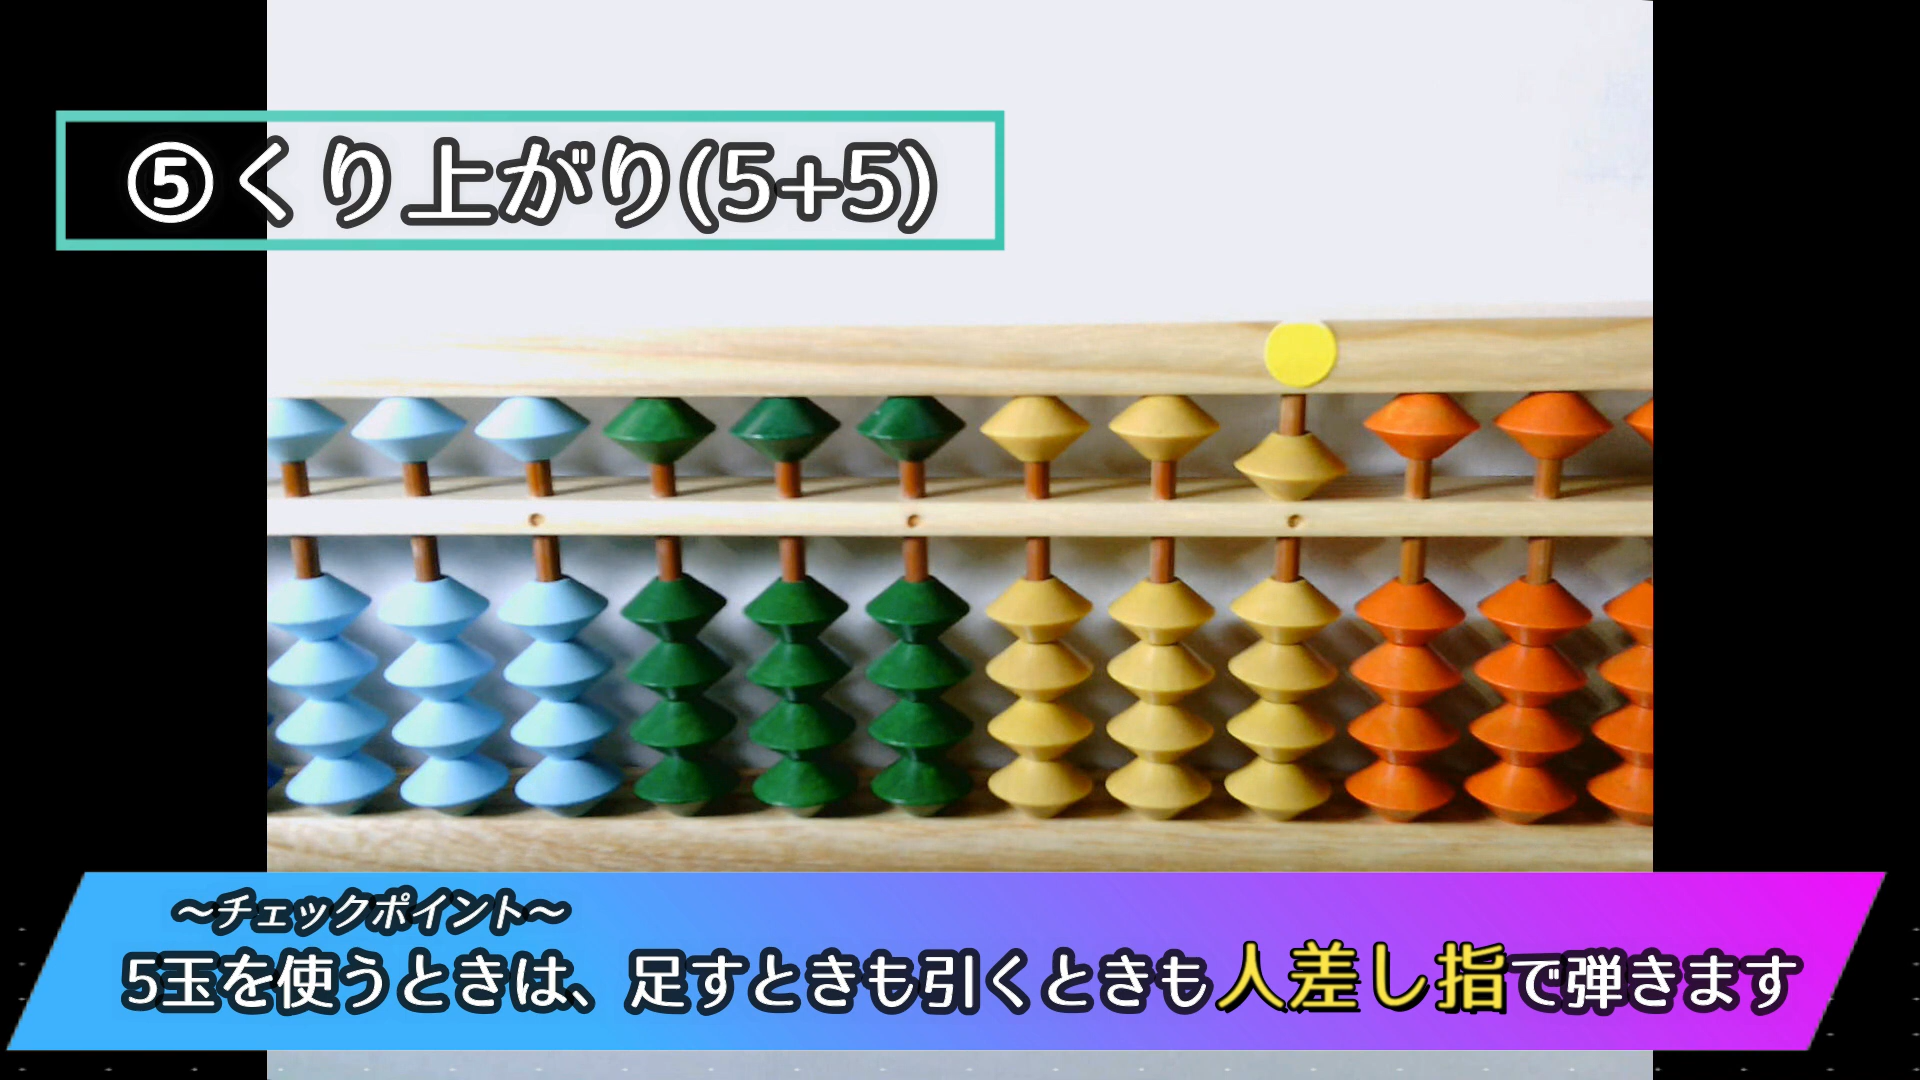 ⑤くり上がり(5+5)
～チェックポイント～
5玉を使うときは、足すときも引くときも人差し指で弾きます